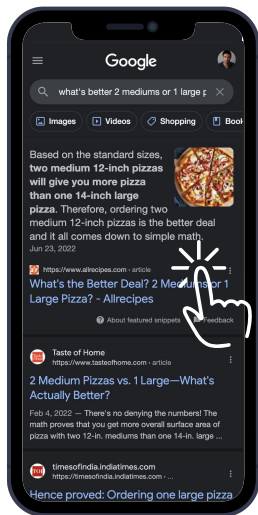 Google
what's better 2 mediums or 1 large p
Images
Videos
Shopping
Book
Based on the standard sizes,
two medium 12-inch pizzas
will give you more pizza
than one 14-inch large
pizza. Therefore, ordering two
medium 12-inch pizzas is the better deal
and it all comes down to simple math.
Jun 23, 2022
https://www.allrecipes.com › article
What's the Better Deal? 2 Mediums or 1
Large Pizza? - Allrecipes
About featured snippets
Feedback
Taste of Home
https://www.tasteofhome.com › article
2 Medium Pizzas vs. 1 Large—What's
Actually Better?
Feb 4, 2022 — There's no denying the numbers! The
math proves that you get more overall surface area of
pizza with two 12-in. mediums than one 14-in. large ...
TOI
timesofindia.indiatimes.com
https://timesofindia.indiatimes.com › ...
Hence proved: Ordering one large pizza